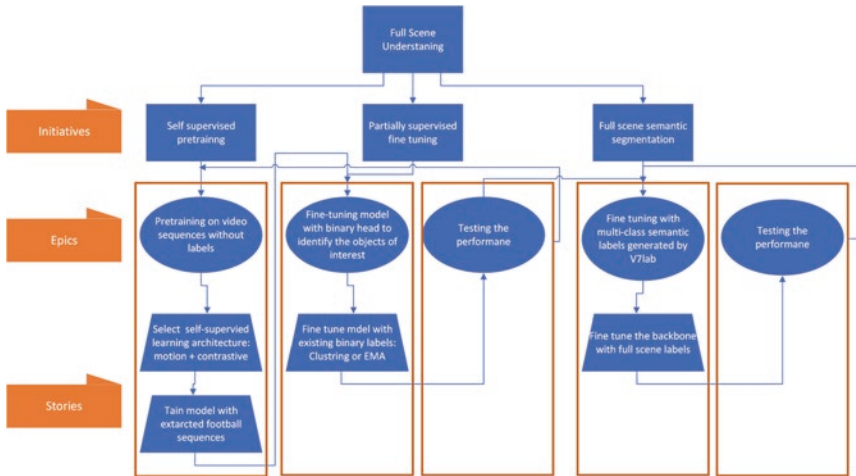 Full Scene
Understaning
Initiatives
Self supervised
pretraining
Partially supervised
fine tuning
Full scene semantic
segmentation
Epics
Pretraining on video
sequences without
labels
Fine-tuning model
with binary head to
identify the objects of
interest
Testing the
performane
Fine tuning with
multi-class semantic
labels generated by
V7lab
Testing the
performane
Select self-supervied
learning architecture:
motion + contrastive
Fine tune mdel with
existing binary labels:
Clustring or EMA
Fine tune the backbone
with full scene labels
Stories
Tain model with
extarcted football
sequences